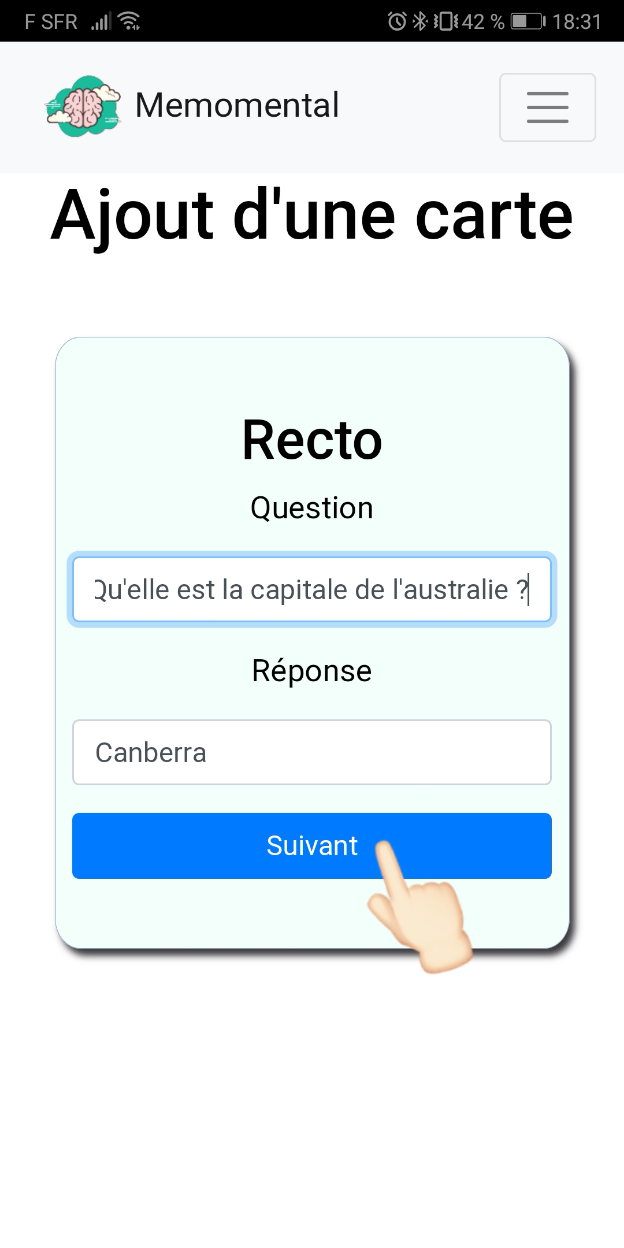 F SFR 42 % 18:31
Memomental
Ajout d'une carte
Recto
Question
Qu'elle est la capitale de l'australie ?
Réponse
Canberra
Suivant